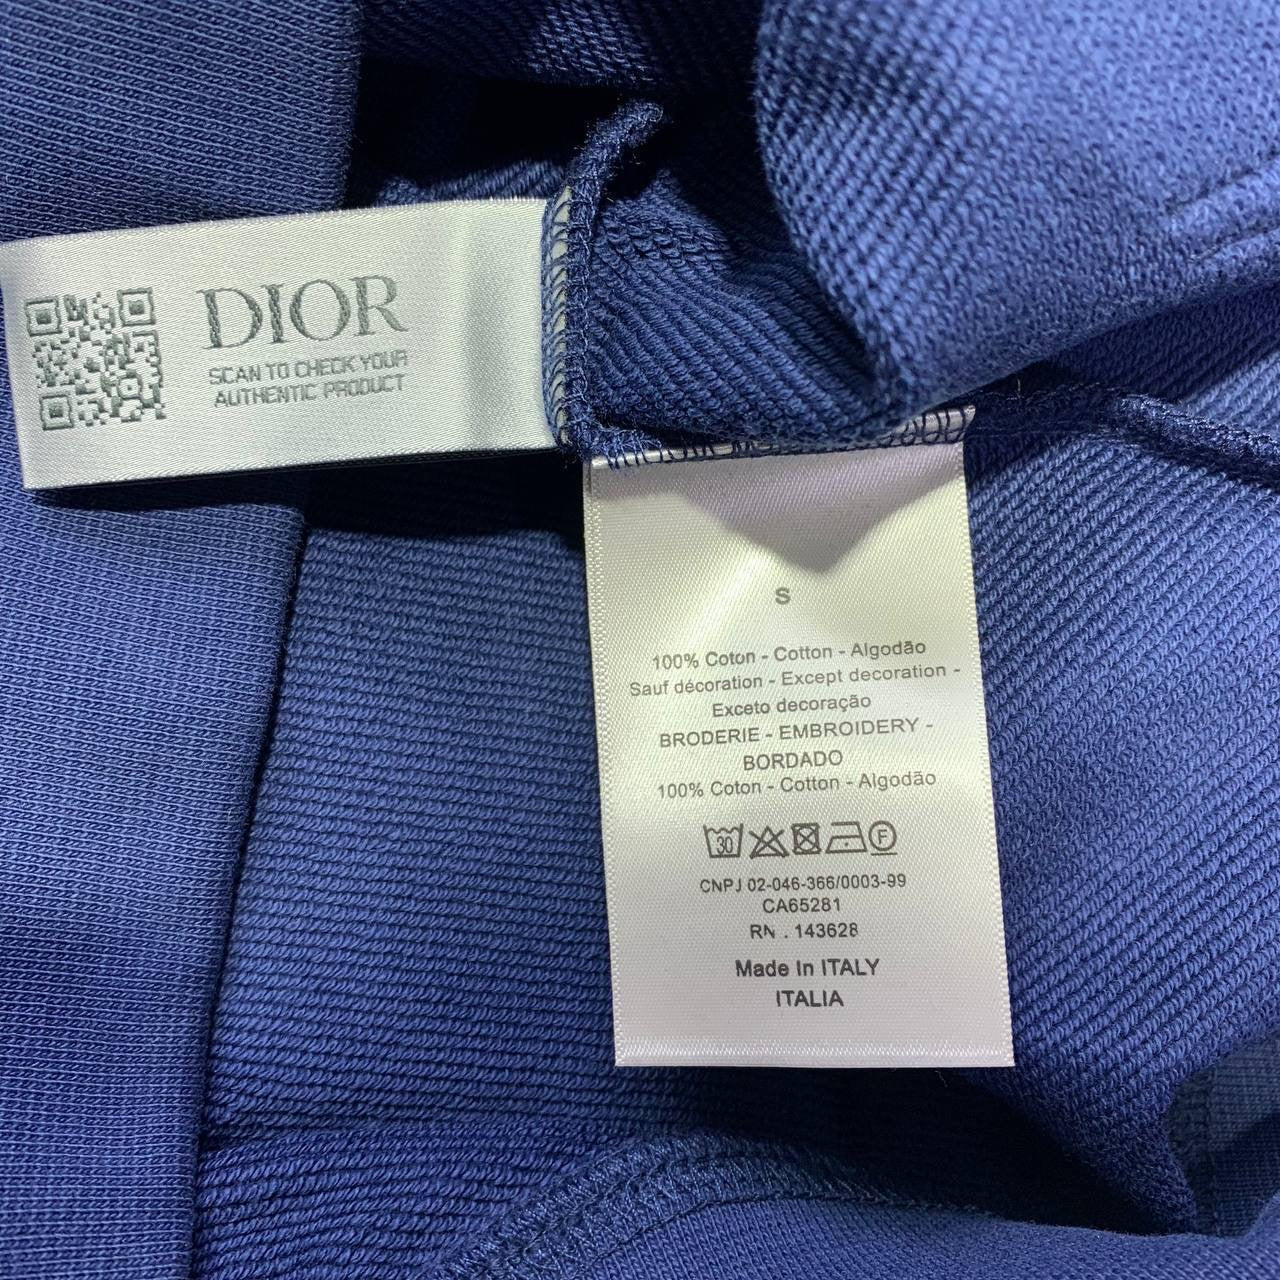 DIOR
SCAN TO CHECK YOUR
AUTHENTIC PRODUCT
S
100% Coton - Cotton - Algodão
Sauf décoration - Except decoration -
Exceto decoração
BRODERIE - EMBROIDERY -
BORDADO
100% Coton - Cotton - Algodão
30
F
CNPJ 02-046-366/0003-99
CA65281
RN . 143628
Made In ITALY
ITALIA